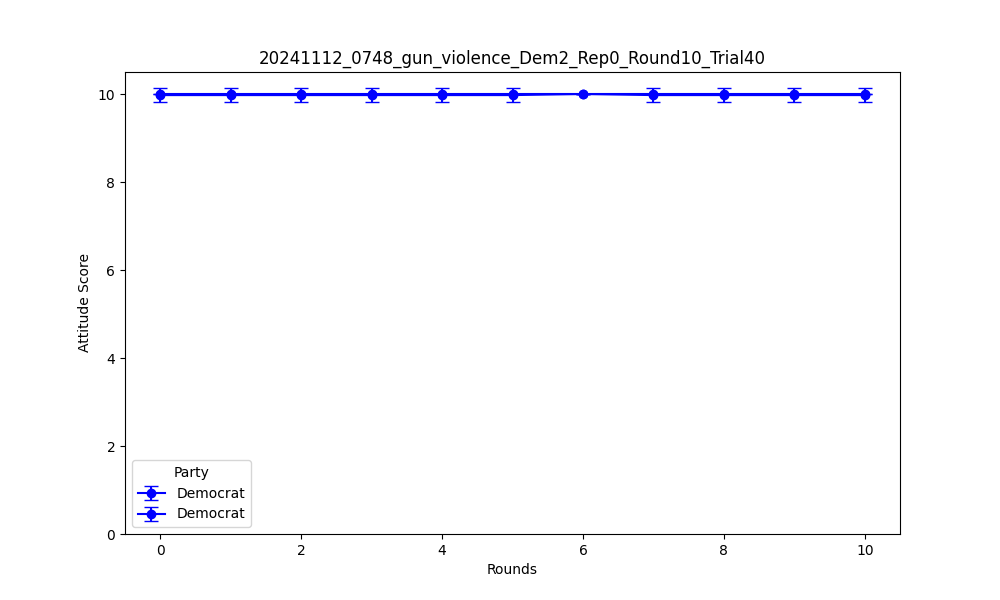 20241112_0748_gun_violence_Dem2_Rep0_Round10_Trial40
Attitude Score
10
8
6
4
2
0
Party
Democrat
Democrat
0 2 4 6 8 10
Rounds